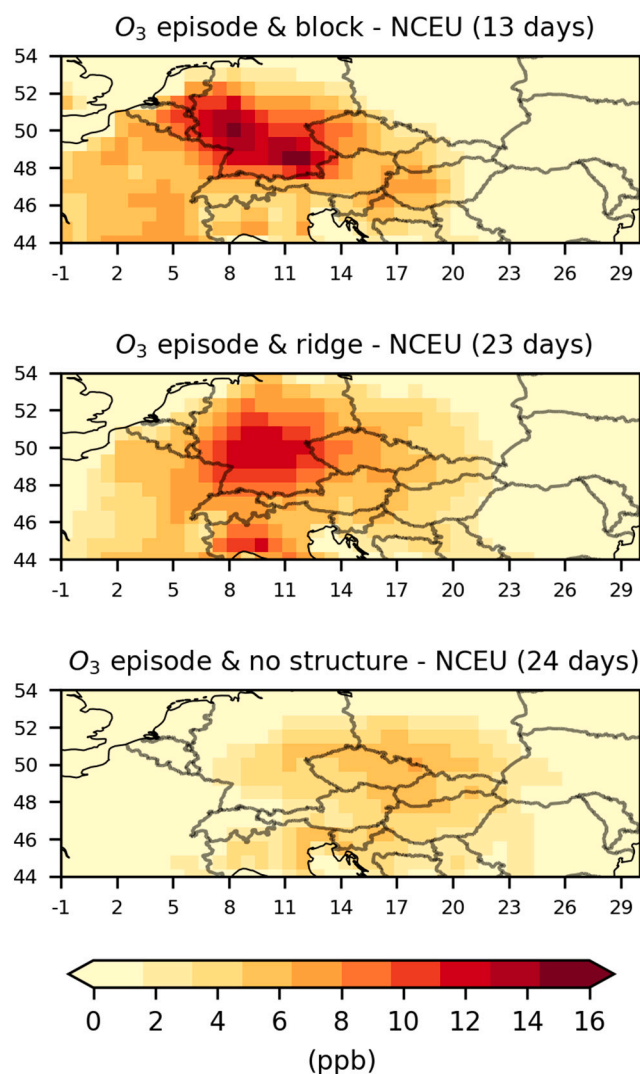 O₃ episode & block - NCEU (13 days)
54
52
50
48
46
44
-1 2 5 8 11 14 17 20 23 26 29
O₃ episode & ridge - NCEU (23 days)
54
52
50
48
46
44
-1 2 5 8 11 14 17 20 23 26 29
O₃ episode & no structure - NCEU (24 days)
54
52
50
48
46
44
-1 2 5 8 11 14 17 20 23 26 29
0 2 4 6 8 10 12 14 16
(ppb)